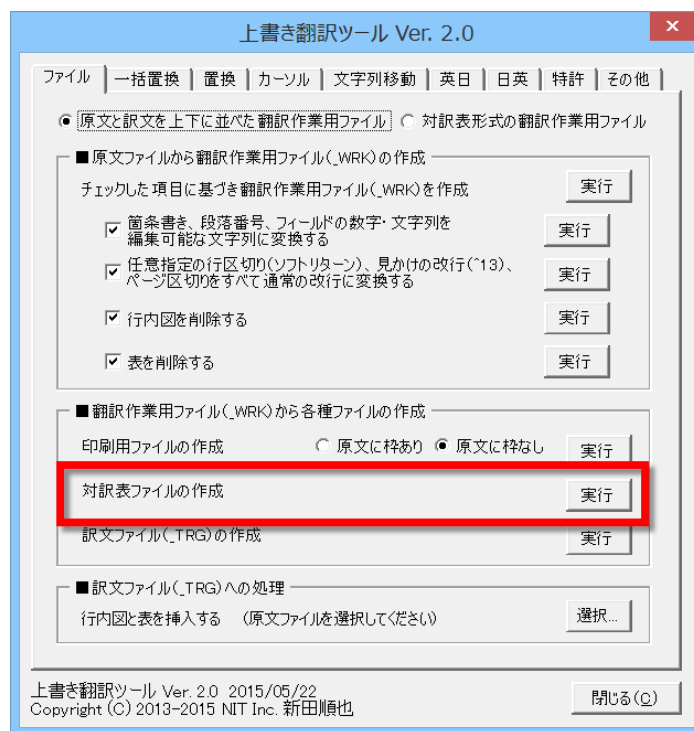 上書き翻訳ツール Ver. 2.0
x
ファイル 一括置換 置換 カーソル 文字列移動 英日 日英 特許 その他
原文と訳文を上下に並べた翻訳作業用ファイル 対訳表形式の翻訳作業用ファイル
■原文ファイルから翻訳作業用ファイル(_WRK)の作成
チェックした項目に基づき翻訳作業用ファイル(_WRK)を作成 実行
箇条書き、段落番号、フィールドの数字・文字列を
編集可能な文字列に変換する 実行
任意指定の行区切り(ソフトリターン)、見かけの改行(^13)、
ページ区切りをすべて通常の改行に変換する 実行
行内図を削除する 実行
表を削除する 実行
■翻訳作業用ファイル(_WRK)から各種ファイルの作成
印刷用ファイルの作成 原文に枠あり 原文に枠なし 実行
対訳表ファイルの作成 実行
訳文ファイル(_TRG)の作成 実行
■訳文ファイル(_TRG)への処理
行内図と表を挿入する (原文ファイルを選択してください) 選択...
上書き翻訳ツール Ver. 2.0 2015/05/22
Copyright (C) 2013-2015 NIT Inc. 新田順也 閉じる(C)